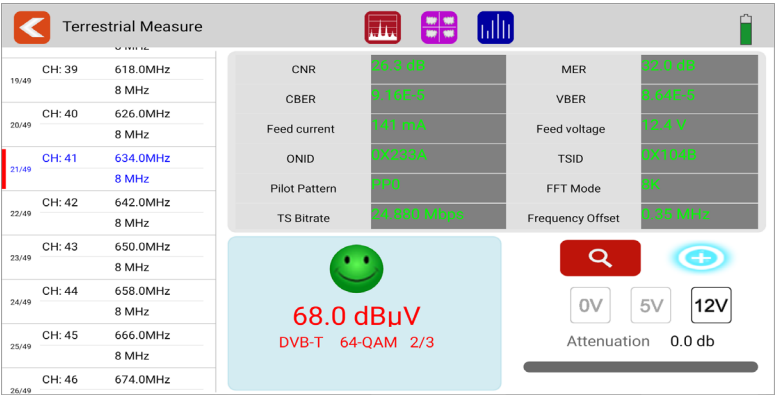 Terrestrial Measure
8 MHz
19/49 CH: 39 618.0MHz
8 MHz
20/49 CH: 40 626.0MHz
8 MHz
21/49 CH: 41 634.0MHz
8 MHz
22/49 CH: 42 642.0MHz
8 MHz
23/49 CH: 43 650.0MHz
8 MHz
24/49 CH: 44 658.0MHz
8 MHz
25/49 CH: 45 666.0MHz
8 MHz
26/49 CH: 46 674.0MHz
CNR 26.3 dB MER 32.0 dB
CBER 9.16E-5 VBER 8.64E-5
Feed current 141 mA Feed voltage 12.4 V
ONID 0X233A TSID 0X104B
Pilot Pattern PP0 FFT Mode 8K
TS Bitrate 24.880 Mbps Frequency Offset 0.35 MHz
68.0 dBµV
DVB-T 64-QAM 2/3
0V 5V 12V
Attenuation 0.0 db